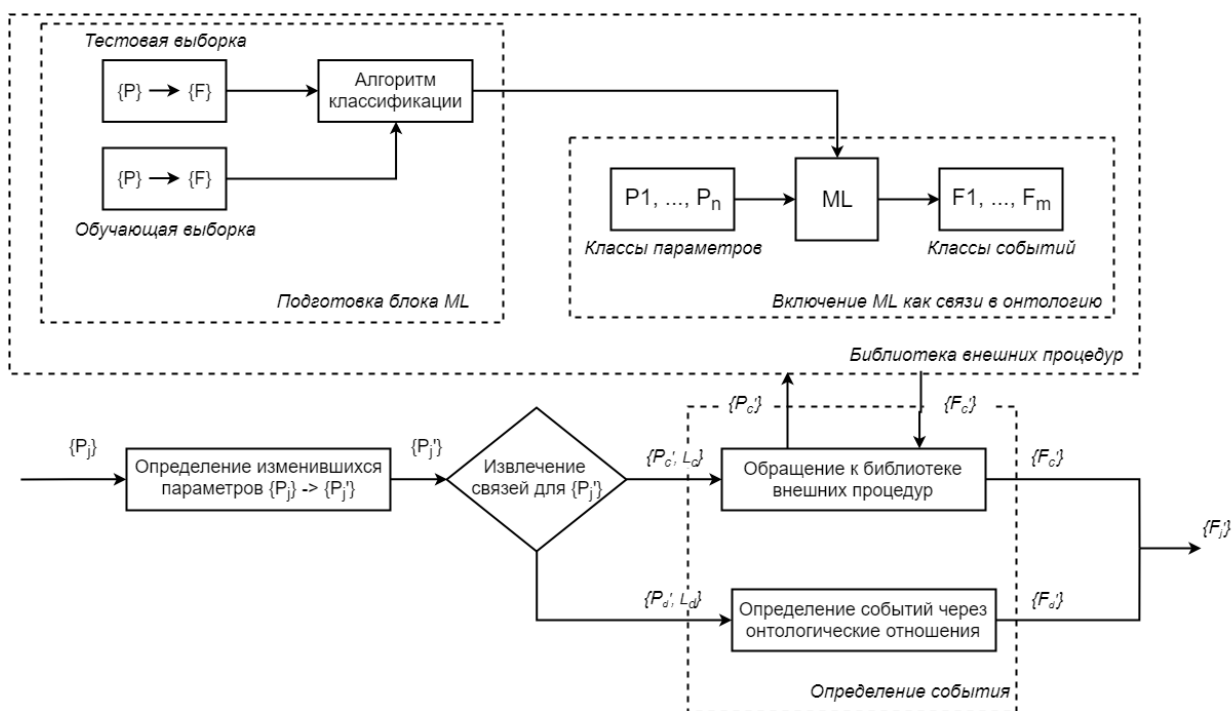 Тестовая выборка
{P} → {F}
Алгоритм
классификации
{P} → {F}
Обучающая выборка
Подготовка блока ML
P1, ..., Pn
ML
F1, ..., Fm
Классы параметров
Классы событий
Включение ML как связи в онтологию
Библиотека внешних процедур
{Pc'}
{Fc'}
{Pj}
Определение изменившихся
параметров {Pj} -> {Pj'}
{Pj'}
Извлечение
связей для {Pj'}
{Pc', Lc}
Обращение к библиотеке
внешних процедур
{Fc'}
{Fj'}
{Pd', Ld}
Определение событий через
онтологические отношения
{Fd'}
Определение события